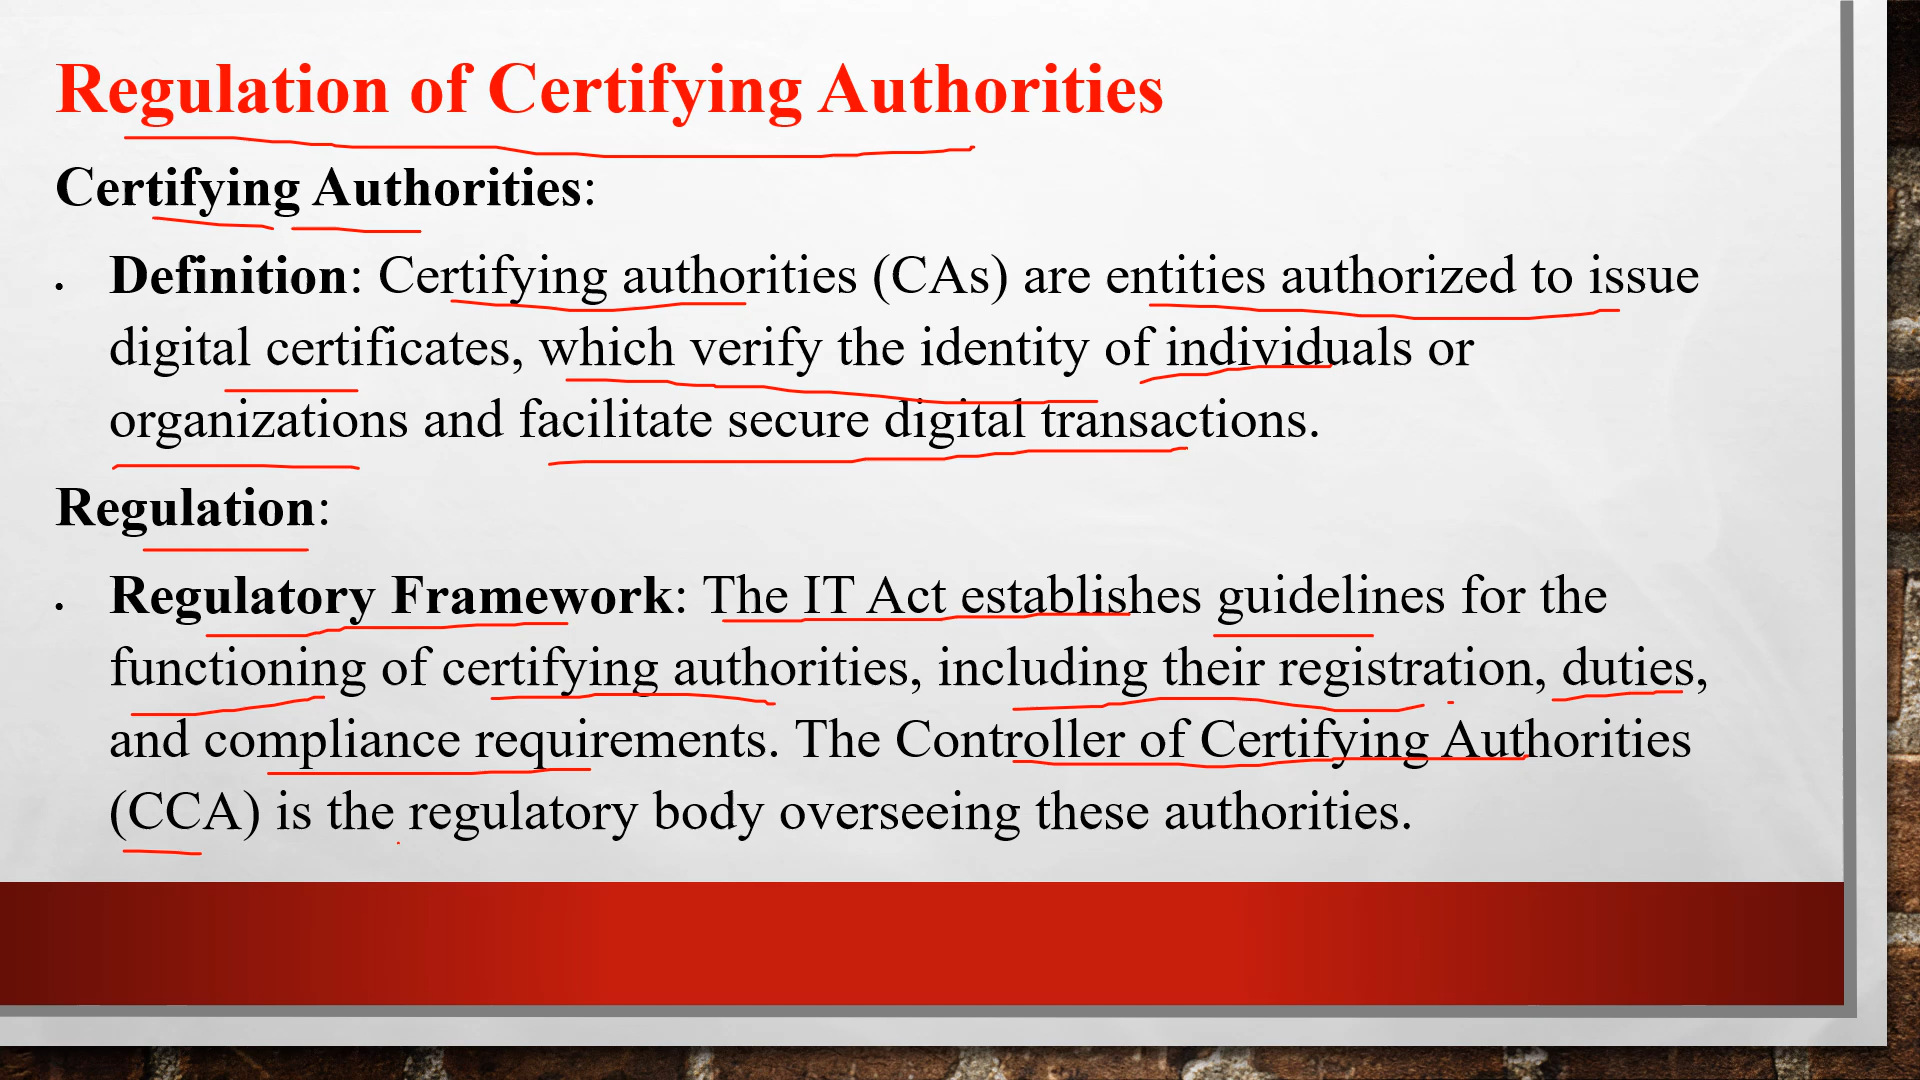 Regulation of Certifying Authorities
Certifying Authorities:
• Definition: Certifying authorities (CAs) are entities authorized to issue
digital certificates, which verify the identity of individuals or
organizations and facilitate secure digital transactions.
Regulation:
• Regulatory Framework: The IT Act establishes guidelines for the
functioning of certifying authorities, including their registration, duties,
and compliance requirements. The Controller of Certifying Authorities
(CCA) is the regulatory body overseeing these authorities.